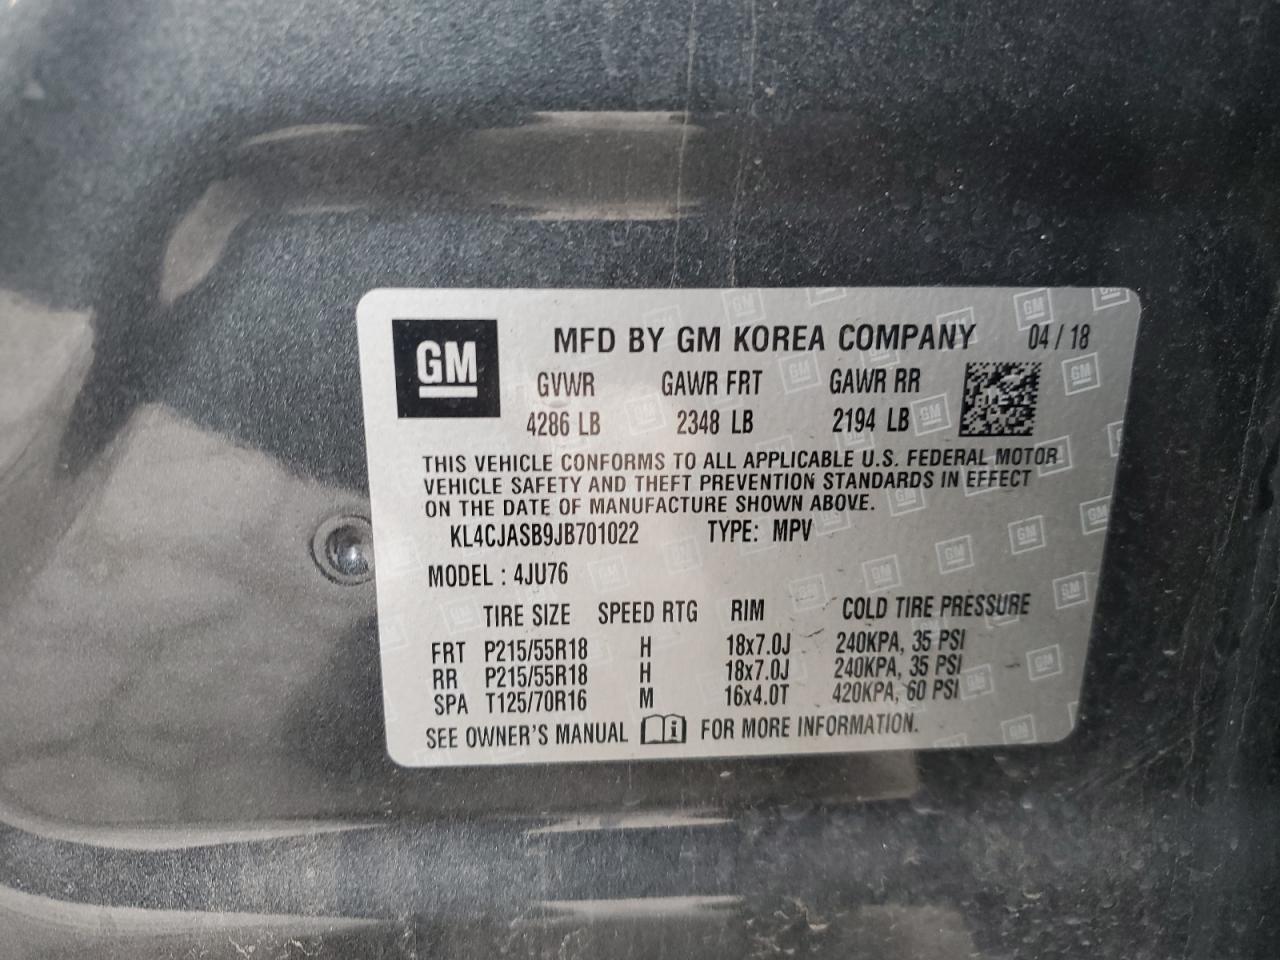 GM MFD BY GM KOREA COMPANY 04/18
GVWR GAWR FRT GAWR RR
4286 LB 2348 LB 2194 LB
THIS VEHICLE CONFORMS TO ALL APPLICABLE U.S. FEDERAL MOTOR
VEHICLE SAFETY AND THEFT PREVENTION STANDARDS IN EFFECT
ON THE DATE OF MANUFACTURE SHOWN ABOVE.
KL4CJASB9JB701022 TYPE: MPV
MODEL : 4JU76
TIRE SIZE SPEED RTG RIM COLD TIRE PRESSURE
FRT P215/55R18 H 18x7.0J 240KPA, 35 PSI
RR P215/55R18 H 18x7.0J 240KPA, 35 PSI
SPA T125/70R16 M 16x4.0T 420KPA, 60 PSI
SEE OWNER'S MANUAL i FOR MORE INFORMATION.